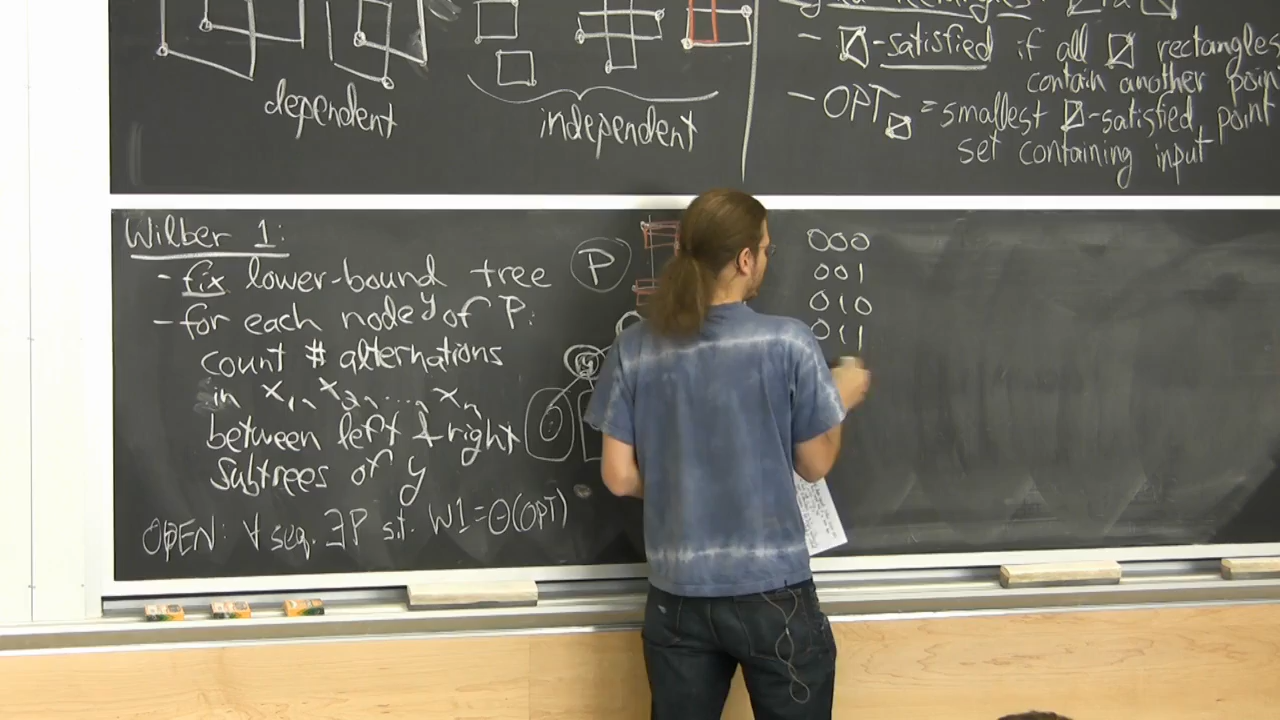 dependent
independent
- ⧄-satisfied if all ⧄ rectangles
contain another point
- OPT⧄ = smallest ⧄-satisfied point
set containing input
Wilber 1:
- fix lower-bound tree P
- for each node y of P:
count # alternations
in x₁, x₂, ..., xₙ
between left & right
subtrees of y
OPEN: ∀ seq. ∃P s.t. W1=Θ(OPT)
y
000
001
010
011